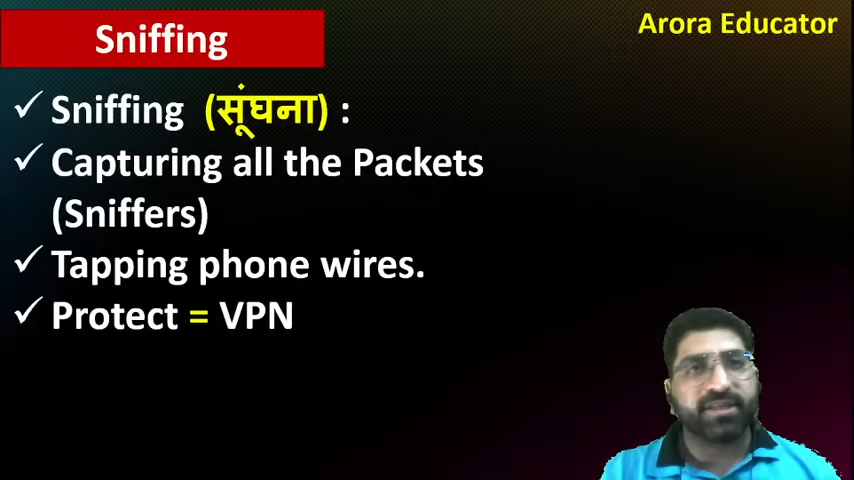 Sniffing
Arora Educator
✓ Sniffing (सूंघना) :
✓ Capturing all the Packets
(Sniffers)
✓ Tapping phone wires.
✓ Protect = VPN